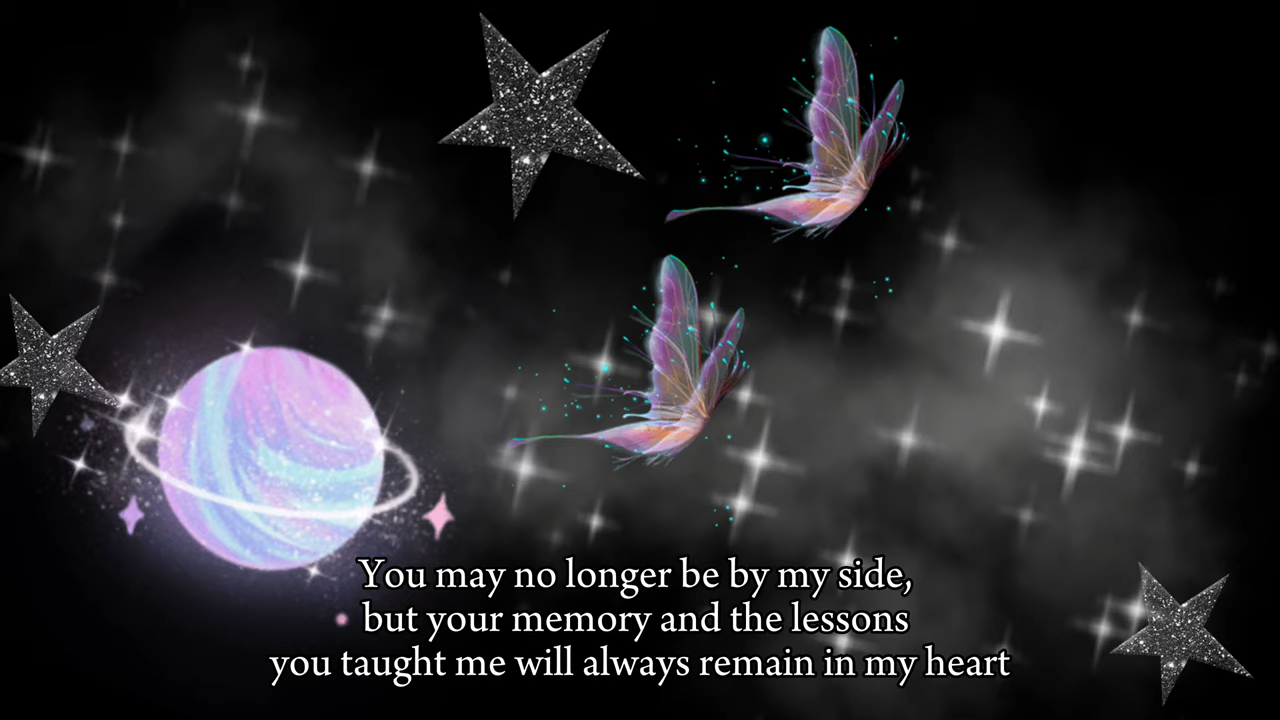 You may no longer be by my side,
but your memory and the lessons
you taught me will always remain in my heart